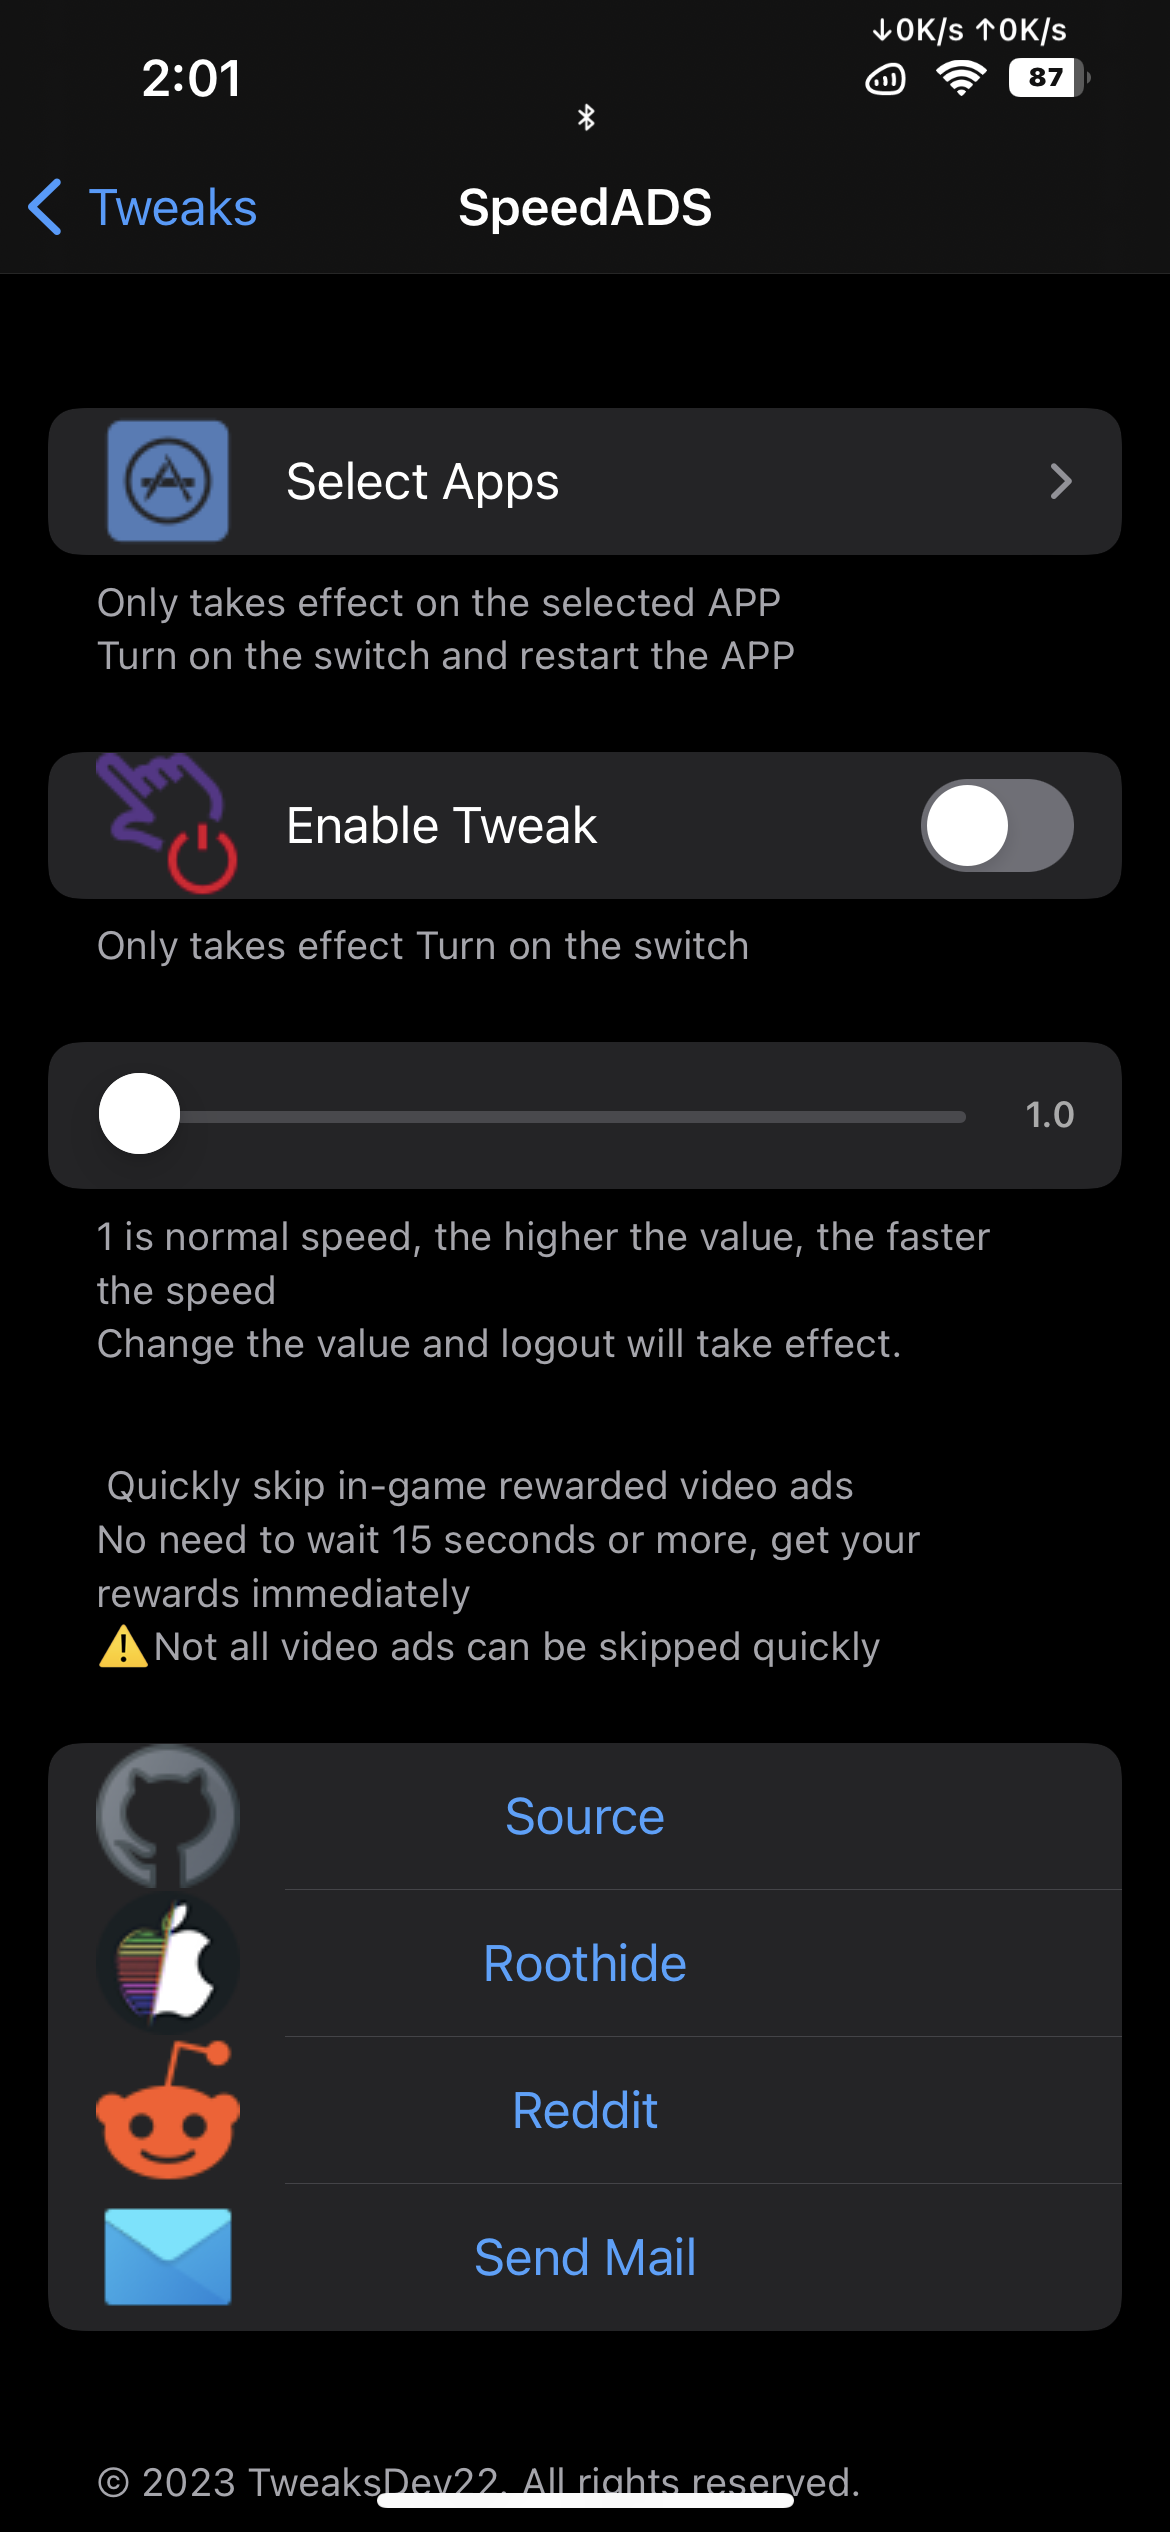 ↓0K/s ↑0K/s
2:01
87
Tweaks
SpeedADS
Select Apps
Only takes effect on the selected APP
Turn on the switch and restart the APP
Enable Tweak
Only takes effect Turn on the switch
1.0
1 is normal speed, the higher the value, the faster
the speed
Change the value and logout will take effect.
Quickly skip in-game rewarded video ads
No need to wait 15 seconds or more, get your
rewards immediately
⚠️Not all video ads can be skipped quickly
Source
Roothide
Reddit
Send Mail
© 2023 TweaksDev22. All rights reserved.